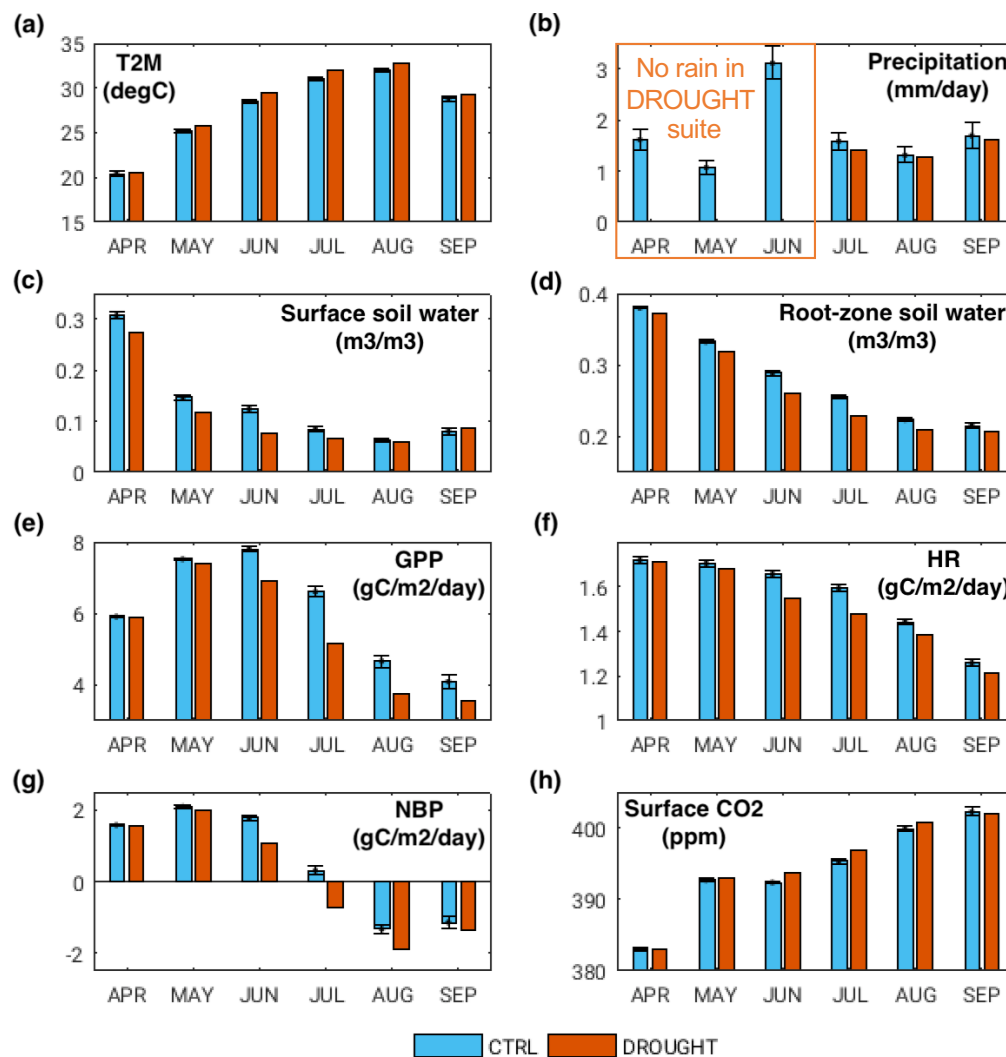 (a)
T2M
(degC)
35
30
25
20
15
APR MAY JUN JUL AUG SEP
(b)
No rain in
DROUGHT
suite
Precipitation
(mm/day)
3
2
1
0
APR MAY JUN JUL AUG SEP
(c)
Surface soil water
(m3/m3)
0.3
0.2
0.1
0
APR MAY JUN JUL AUG SEP
(d)
Root-zone soil water
(m3/m3)
0.4
0.3
0.2
APR MAY JUN JUL AUG SEP
(e)
GPP
(gC/m2/day)
8
6
4
APR MAY JUN JUL AUG SEP
(f)
HR
(gC/m2/day)
1.6
1.4
1.2
1
APR MAY JUN JUL AUG SEP
(g)
NBP
(gC/m2/day)
2
0
-2
APR MAY JUN JUL AUG SEP
(h)
Surface CO2
(ppm)
400
390
380
APR MAY JUN JUL AUG SEP
CTRL DROUGHT